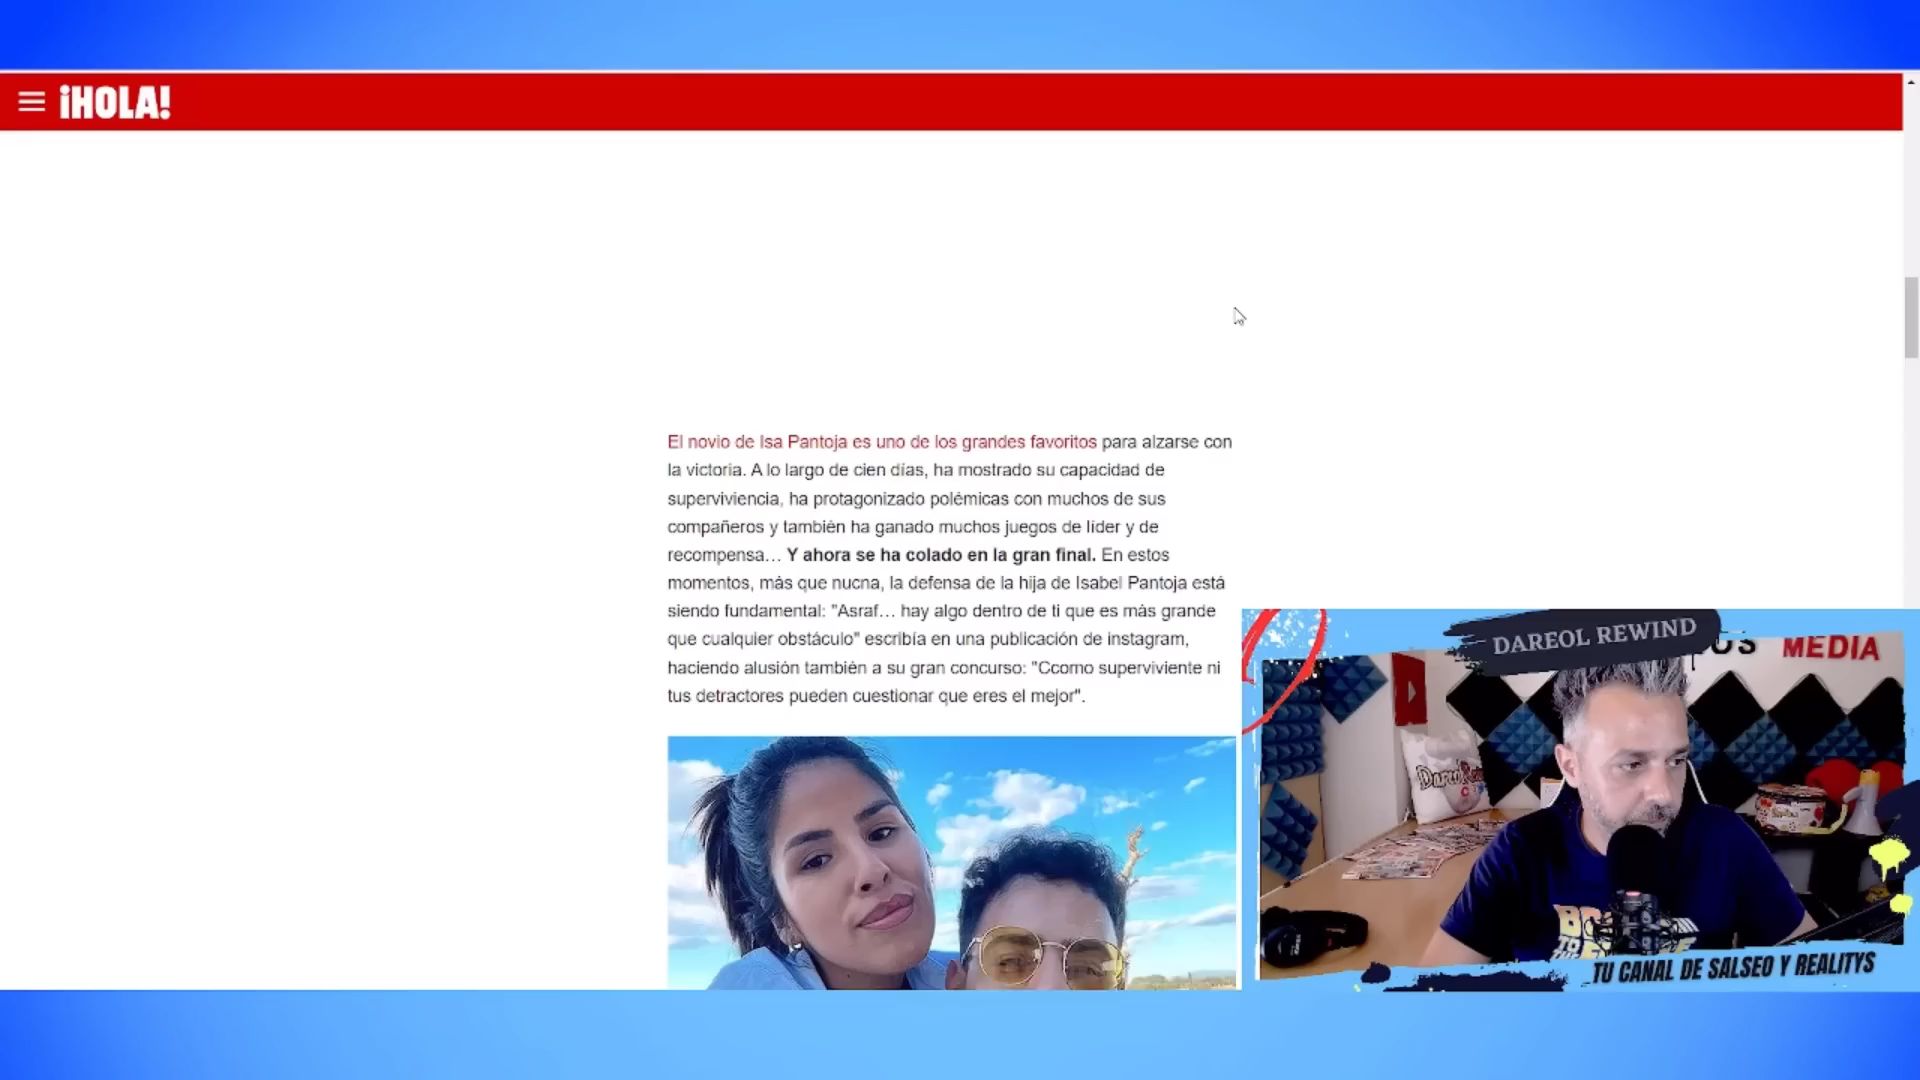 ¡HOLA!
El novio de Isa Pantoja es uno de los grandes favoritos para alzarse con
la victoria. A lo largo de cien días, ha mostrado su capacidad de
superviviencia, ha protagonizado polémicas con muchos de sus
compañeros y también ha ganado muchos juegos de líder y de
recompensa... Y ahora se ha colado en la gran final. En estos
momentos, más que nucna, la defensa de la hija de Isabel Pantoja está
siendo fundamental: "Asraf... hay algo dentro de ti que es más grande
que cualquier obstáculo" escribía en una publicación de instagram,
haciendo alusión también a su gran concurso: "Ccomo superviviente ni
tus detractores pueden cuestionar que eres el mejor".
DAREOL REWIND
OS MEDIA
TU CANAL DE SALSEO Y REALITYS